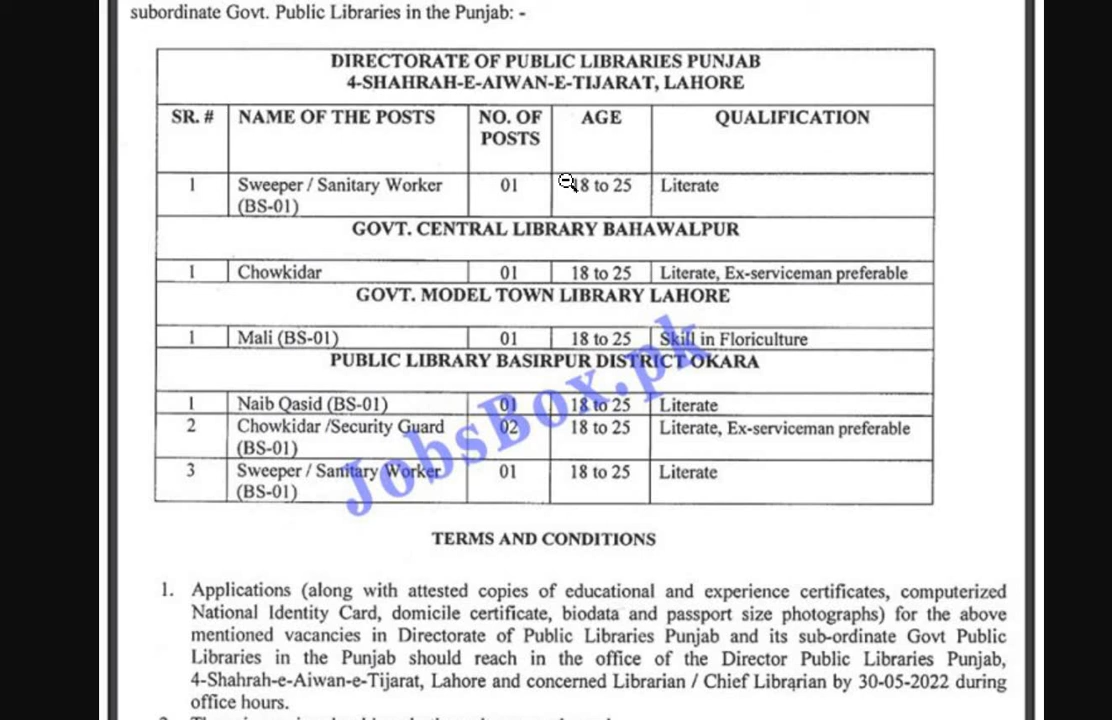 subordinate Govt. Public Libraries in the Punjab: -
DIRECTORATE OF PUBLIC LIBRARIES PUNJAB
4-SHAHRAH-E-AIWAN-E-TIJARAT, LAHORE
SR. # NAME OF THE POSTS NO. OF POSTS AGE QUALIFICATION
1 Sweeper / Sanitary Worker (BS-01) 01 18 to 25 Literate
GOVT. CENTRAL LIBRARY BAHAWALPUR
1 Chowkidar 01 18 to 25 Literate, Ex-serviceman preferable
GOVT. MODEL TOWN LIBRARY LAHORE
1 Mali (BS-01) 01 18 to 25 Skill in Floriculture
PUBLIC LIBRARY BASIRPUR DISTRICT OKARA
1 Naib Qasid (BS-01) 01 18 to 25 Literate
2 Chowkidar /Security Guard (BS-01) 02 18 to 25 Literate, Ex-serviceman preferable
3 Sweeper / Sanitary Worker (BS-01) 01 18 to 25 Literate
JobsBox.pk
TERMS AND CONDITIONS
1. Applications (along with attested copies of educational and experience certificates, computerized
National Identity Card, domicile certificate, biodata and passport size photographs) for the above
mentioned vacancies in Directorate of Public Libraries Punjab and its sub-ordinate Govt Public
Libraries in the Punjab should reach in the office of the Director Public Libraries Punjab,
4-Shahrah-e-Aiwan-e-Tijarat, Lahore and concerned Librarian / Chief Librarian by 30-05-2022 during
office hours.